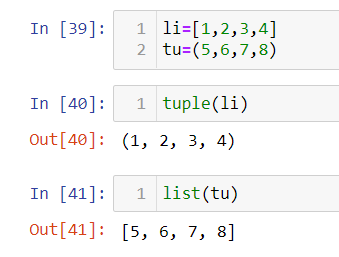 In [39]: 1 li=[1,2,3,4]
2 tu=(5,6,7,8)
In [40]: 1 tuple(li)
Out[40]: (1, 2, 3, 4)
In [41]: 1 list(tu)
Out[41]: [5, 6, 7, 8]